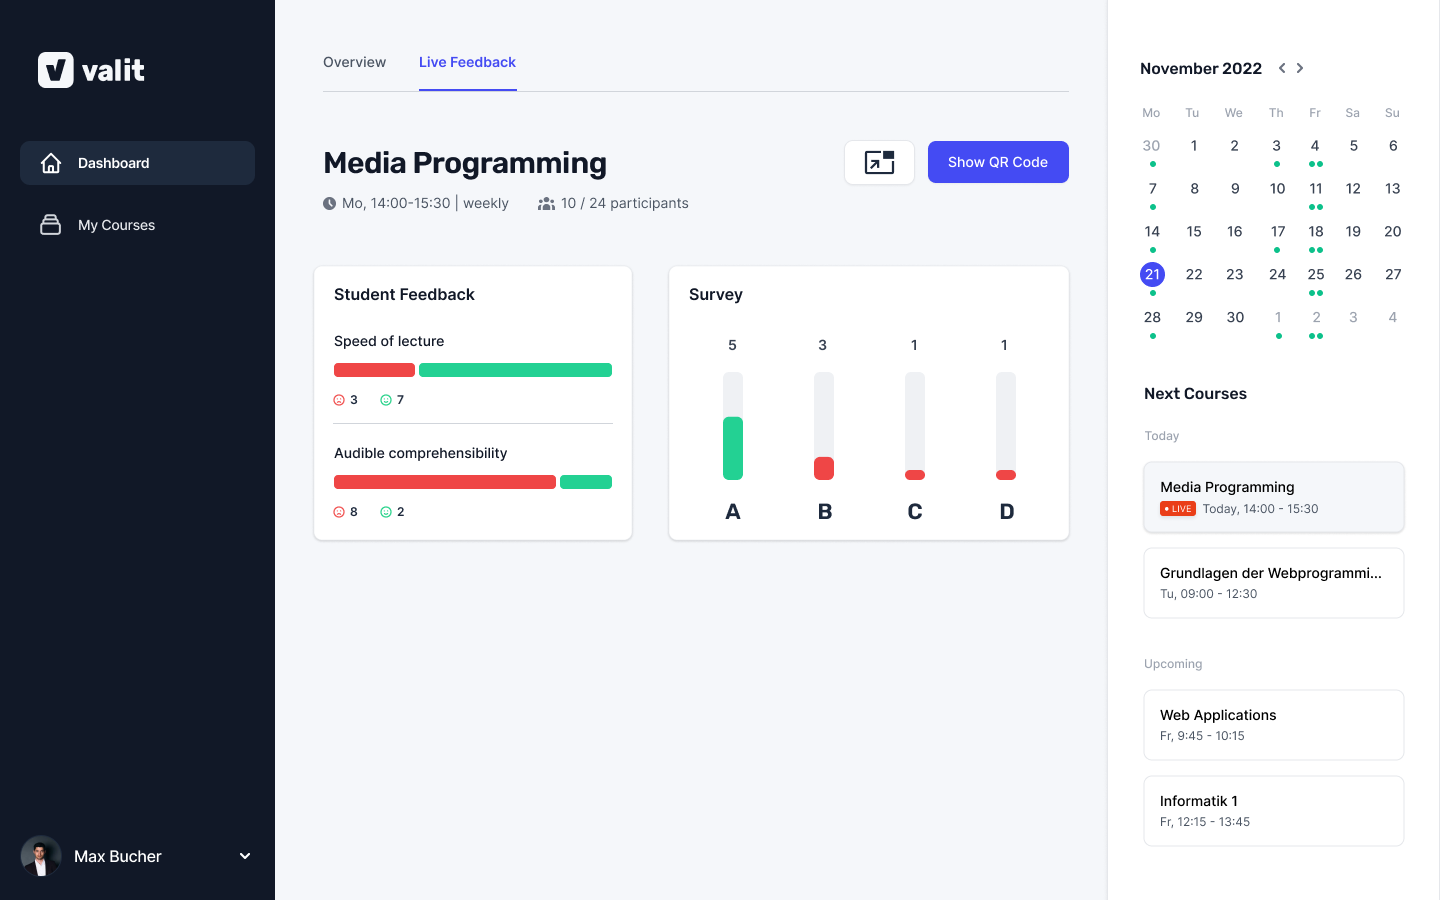 valit
Dashboard
My Courses
Max Bucher
Overview
Live Feedback
Media Programming
Mo, 14:00-15:30 | weekly
10 / 24 participants
Show QR Code
Student Feedback
Speed of lecture
3
7
Audible comprehensibility
8
2
Survey
5 3 1 1
A B C D
November 2022
Mo Tu We Th Fr Sa Su
30 1 2 3 4 5 6
7 8 9 10 11 12 13
14 15 16 17 18 19 20
21 22 23 24 25 26 27
28 29 30 1 2 3 4
Next Courses
Today
Media Programming
LIVE Today, 14:00 - 15:30
Grundlagen der Webprogrammi...
Tu, 09:00 - 12:30
Upcoming
Web Applications
Fr, 9:45 - 10:15
Informatik 1
Fr, 12:15 - 13:45